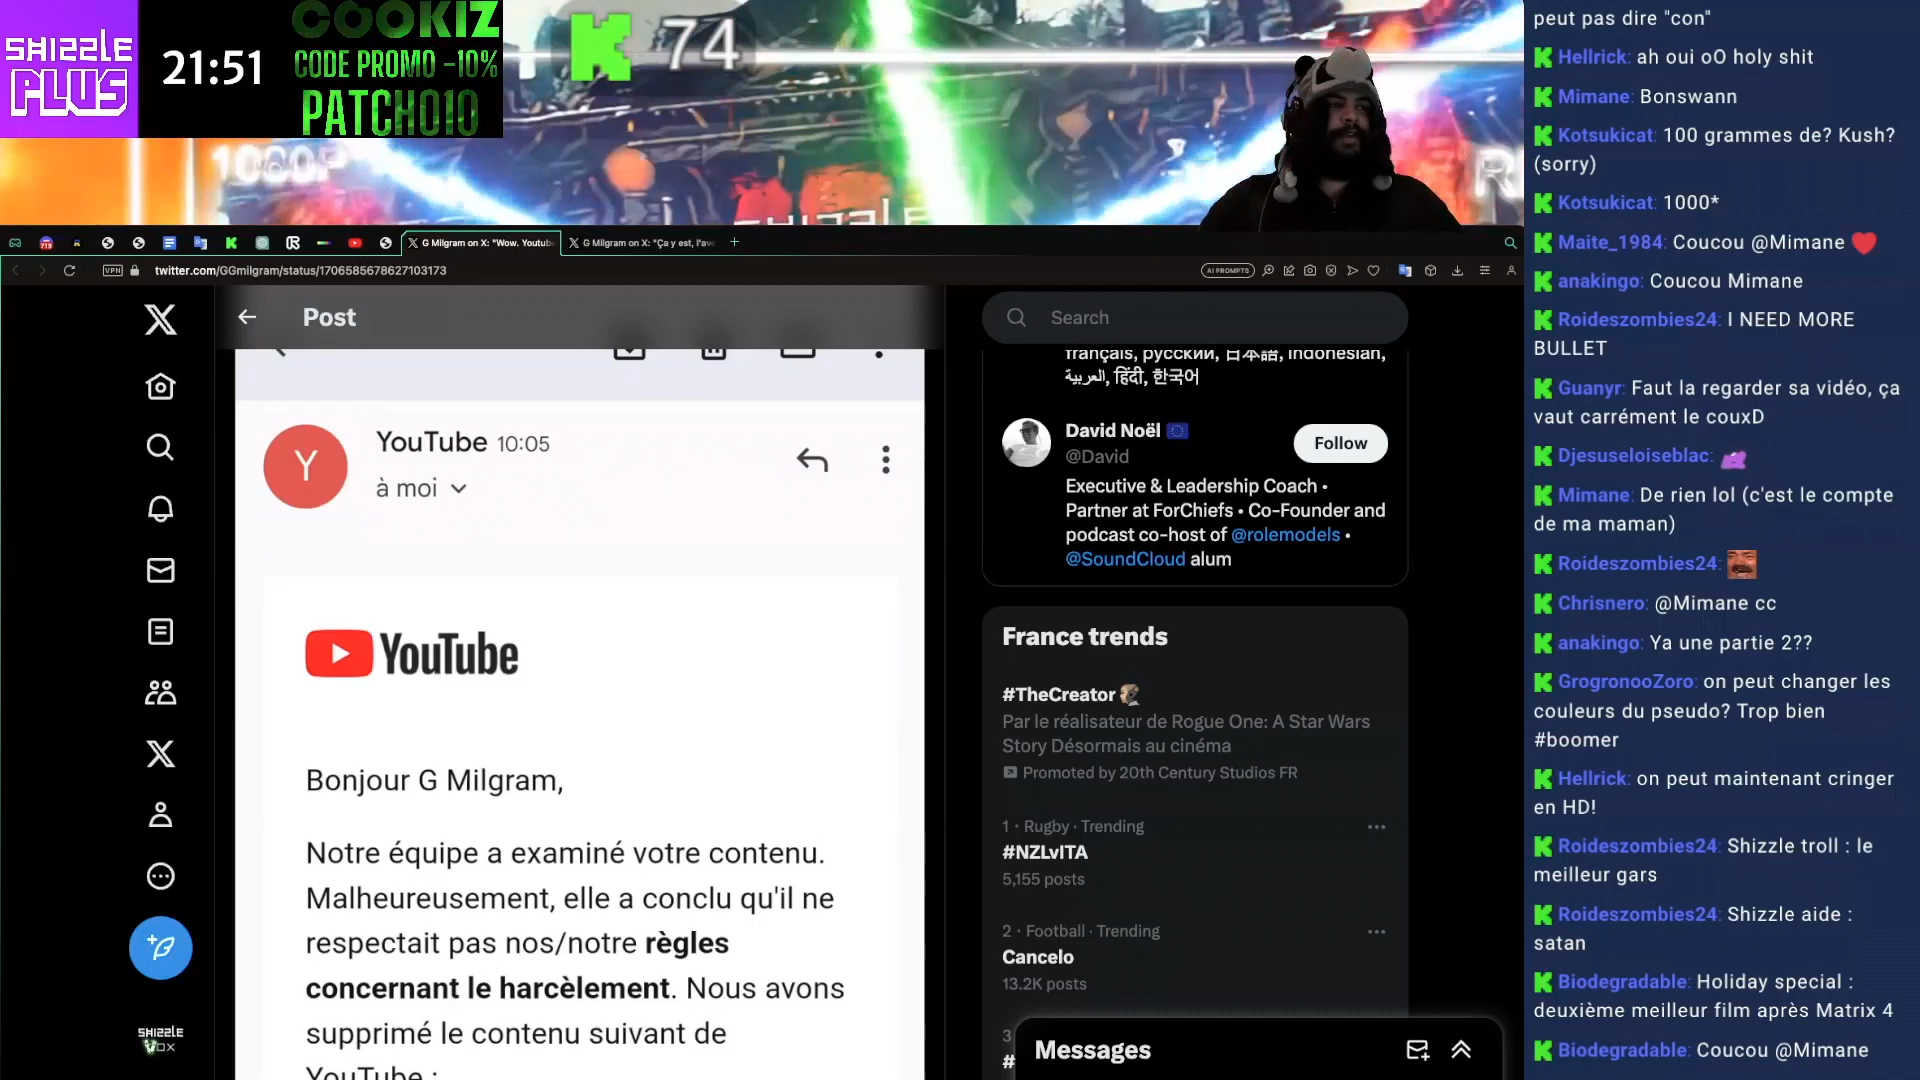 SHIZZLE
PLUS
21:51
COOKIZ
CODE PROMO -10%
PATCHO10
74
1000P
G Milgram on X: "Wow. Youtub
G Milgram on X: "Ça y est, l'ave
VPN
twitter.com/GGmilgram/status/1706585678627103173
AI PROMPTS
Post
YouTube 10:05
à moi
Y
YouTube
Bonjour G Milgram,
Notre équipe a examiné votre contenu.
Malheureusement, elle a conclu qu'il ne
respectait pas nos/notre règles
concernant le harcèlement. Nous avons
supprimé le contenu suivant de
YouTube :
SHIZZLE
VOX
Search
français, русский, 日本語, Indonesian,
العربية, हिंदी, 한국어
David Noël
@David
Follow
Executive & Leadership Coach •
Partner at ForChiefs • Co-Founder and
podcast co-host of @rolemodels •
@SoundCloud alum
France trends
#TheCreator
Par le réalisateur de Rogue One: A Star Wars
Story Désormais au cinéma
Promoted by 20th Century Studios FR
1 · Rugby · Trending
#NZLvITA
5,155 posts
2 · Football · Trending
Cancelo
13.2K posts
3
#
Messages
peut pas dire "con"
Hellrick: ah oui oO holy shit
Mimane: Bonswann
Kotsukicat: 100 grammes de? Kush?
(sorry)
Kotsukicat: 1000*
Maite_1984: Coucou @Mimane
anakingo: Coucou Mimane
Roideszombies24: I NEED MORE
BULLET
Guanyr: Faut la regarder sa vidéo, ça
vaut carrément le couxD
Djesuseloiseblac:
Mimane: De rien lol (c'est le compte
de ma maman)
Roideszombies24:
Chrisnero: @Mimane cc
anakingo: Ya une partie 2??
GrogronooZoro: on peut changer les
couleurs du pseudo? Trop bien
#boomer
Hellrick: on peut maintenant cringer
en HD!
Roideszombies24: Shizzle troll : le
meilleur gars
Roideszombies24: Shizzle aide :
satan
Biodegradable: Holiday special :
deuxième meilleur film après Matrix 4
Biodegradable: Coucou @Mimane